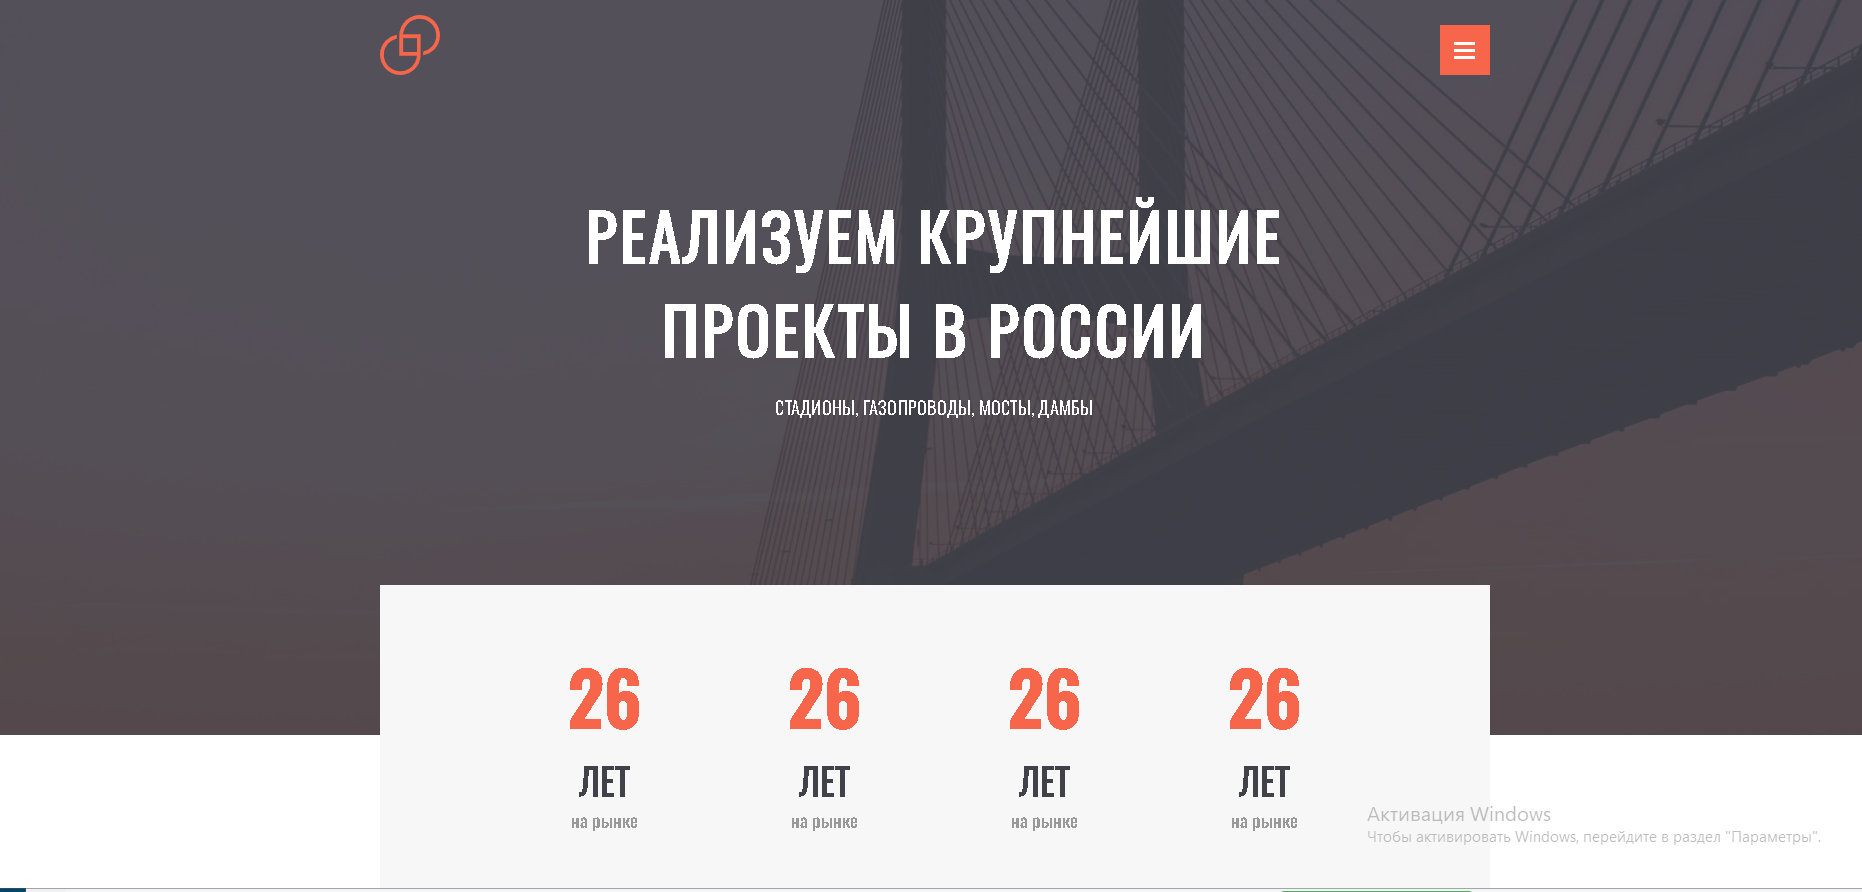 РЕАЛИЗУЕМ КРУПНЕЙШИЕ
ПРОЕКТЫ В РОССИИ
СТАДИОНЫ, ГАЗОПРОВОДЫ, МОСТЫ, ДАМБЫ
26 26 26 26
ЛЕТ ЛЕТ ЛЕТ ЛЕТ
на рынке на рынке на рынке на рынке
Активация Windows
Чтобы активировать Windows, перейдите в раздел "Параметры".